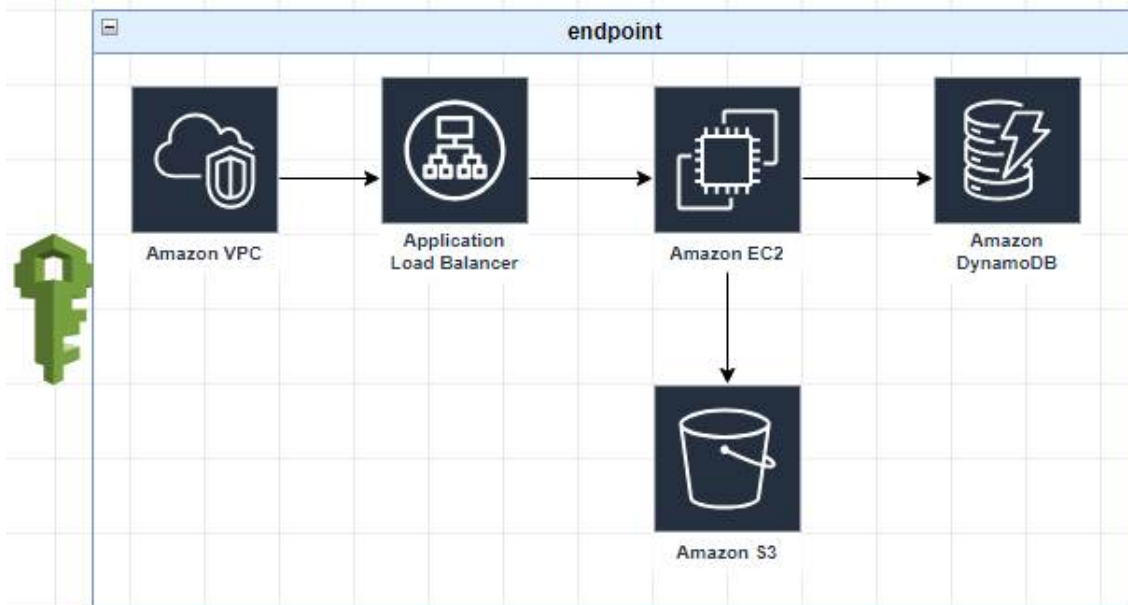 endpoint
Amazon VPC
Application
Load Balancer
Amazon EC2
Amazon
DynamoDB
Amazon S3